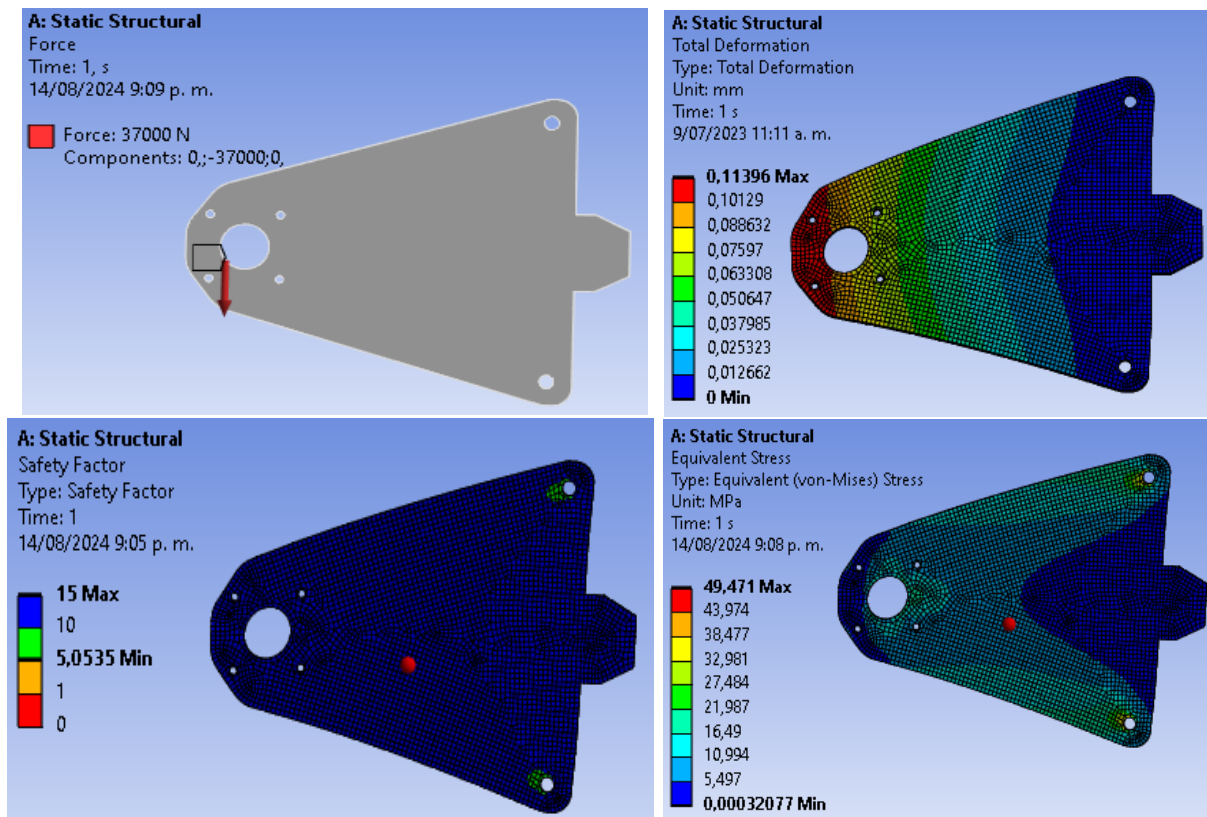 A: Static Structural
Force
Time: 1, s
14/08/2024 9:09 p. m.
Force: 37000 N
Components: 0,;-37000;0,
A: Static Structural
Total Deformation
Type: Total Deformation
Unit: mm
Time: 1 s
9/07/2023 11:11 a. m.
0,11396 Max
0,10129
0,088632
0,07597
0,063308
0,050647
0,037985
0,025323
0,012662
0 Min
A: Static Structural
Safety Factor
Type: Safety Factor
Time: 1
14/08/2024 9:05 p. m.
15 Max
10
5,0535 Min
1
0
A: Static Structural
Equivalent Stress
Type: Equivalent (von-Mises) Stress
Unit: MPa
Time: 1 s
14/08/2024 9:08 p. m.
49,471 Max
43,974
38,477
32,981
27,484
21,987
16,49
10,994
5,497
0,00032077 Min